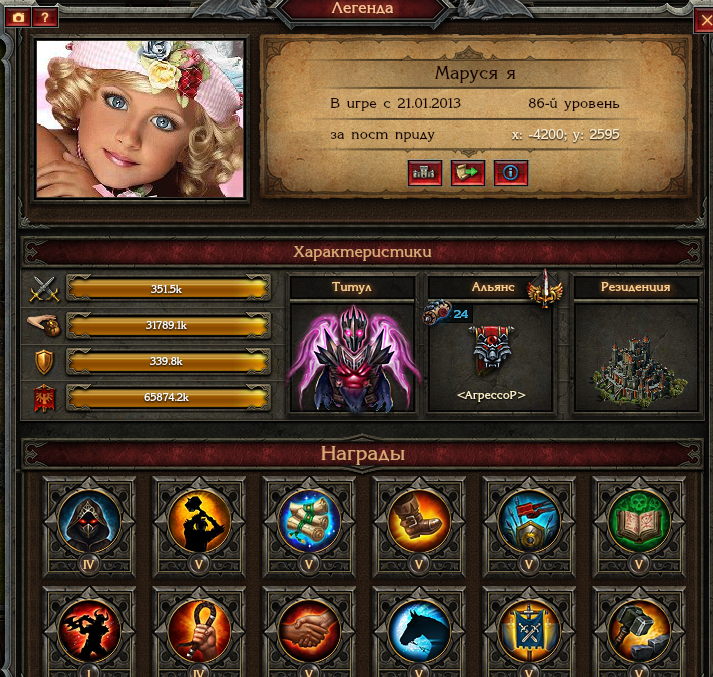 Легенда
?
Маруся я
В игре с 21.01.2013 86-й уровень
за пост приду x: -4200; y: 2595
Характеристики
351.5k
31789.1k
339.8k
65874.2k
Титул
Альянс
24
<АгрессоР>
Резиденция
Награды
IV V V V V V
I IV V V V V